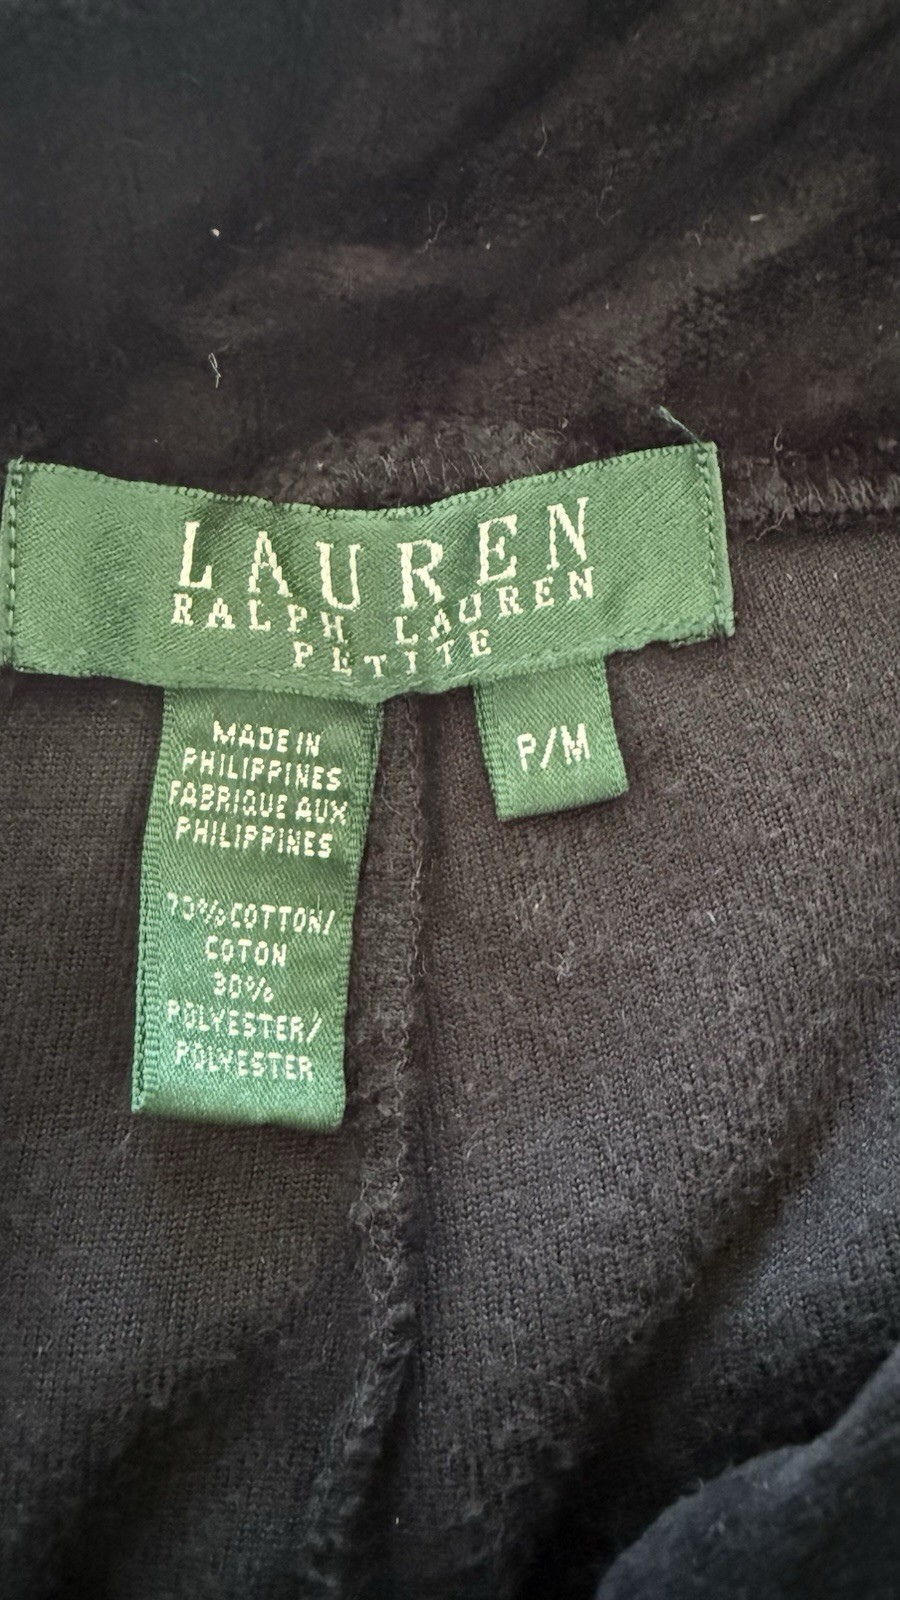 LAUREN
RALPH LAUREN
PETITE
P/M
MADE IN
PHILIPPINES
FABRIQUE AUX
PHILIPPINES
70% COTTON/
COTON
30%
POLYESTER/
POLYESTER